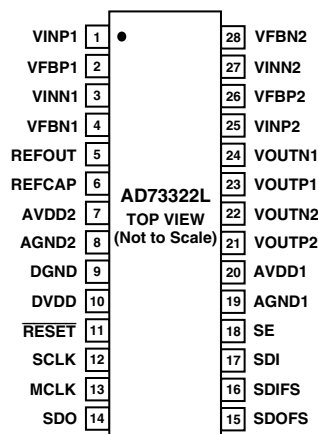 VINP1 1
VFBP1 2
VINN1 3
VFBN1 4
REFOUT 5
REFCAP 6
AVDD2 7
AGND2 8
DGND 9
DVDD 10
RESET 11
SCLK 12
MCLK 13
SDO 14
AD73322L
TOP VIEW
(Not to Scale)
28 VFBN2
27 VINN2
26 VFBP2
25 VINP2
24 VOUTN1
23 VOUTP1
22 VOUTN2
21 VOUTP2
20 AVDD1
19 AGND1
18 SE
17 SDI
16 SDIFS
15 SDOFS